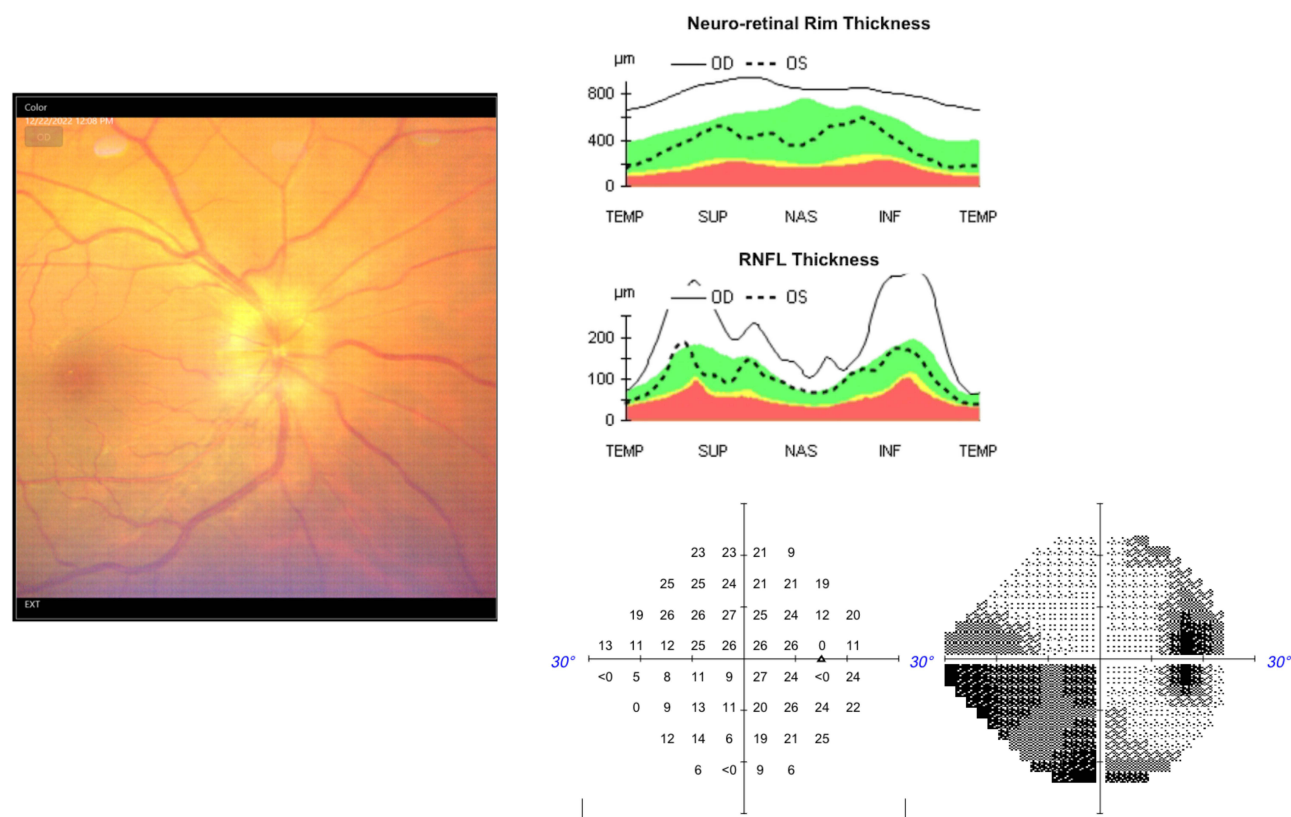 Color
12/22/2022 12:08 PM
EXT
Neuro-retinal Rim Thickness
µm
OD
OS
800
400
0
TEMP SUP NAS INF TEMP
RNFL Thickness
µm
OD
OS
200
100
0
TEMP SUP NAS INF TEMP
23 23 21 9
25 25 24 21 21 19
19 26 26 27 25 24 12 20
13 11 12 25 26 26 26 0 11
30° 30° 30°
<0 5 8 11 9 27 24 <0 24
0 9 13 11 20 26 24 22
12 14 6 19 21 25
6 <0 9 6